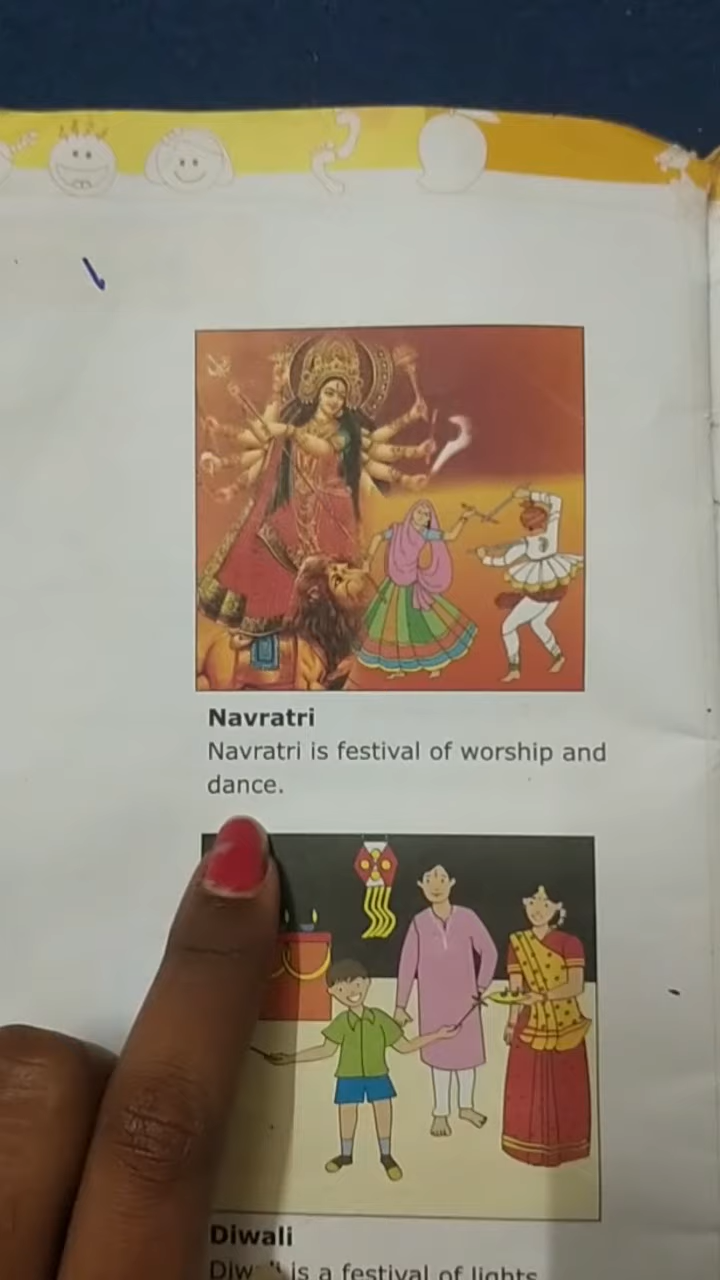 Navratri
Navratri is festival of worship and
dance.
Diwali
is a festival of lights